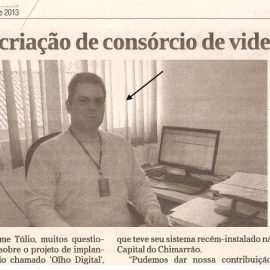 e 2013
criação de consórcio de vide
me Túlio, muitos questio-
sobre o projeto de implan-
do chamado 'Olho Digital',
que teve seu sistema recém-instalado na
Capital do Chimarrão.
"Pudemos dar nossa contribuição